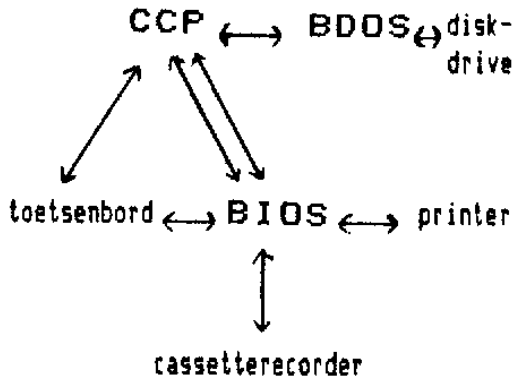 CCP BDOS disk-
drive
toetsenbord BIOS printer
cassetterecorder